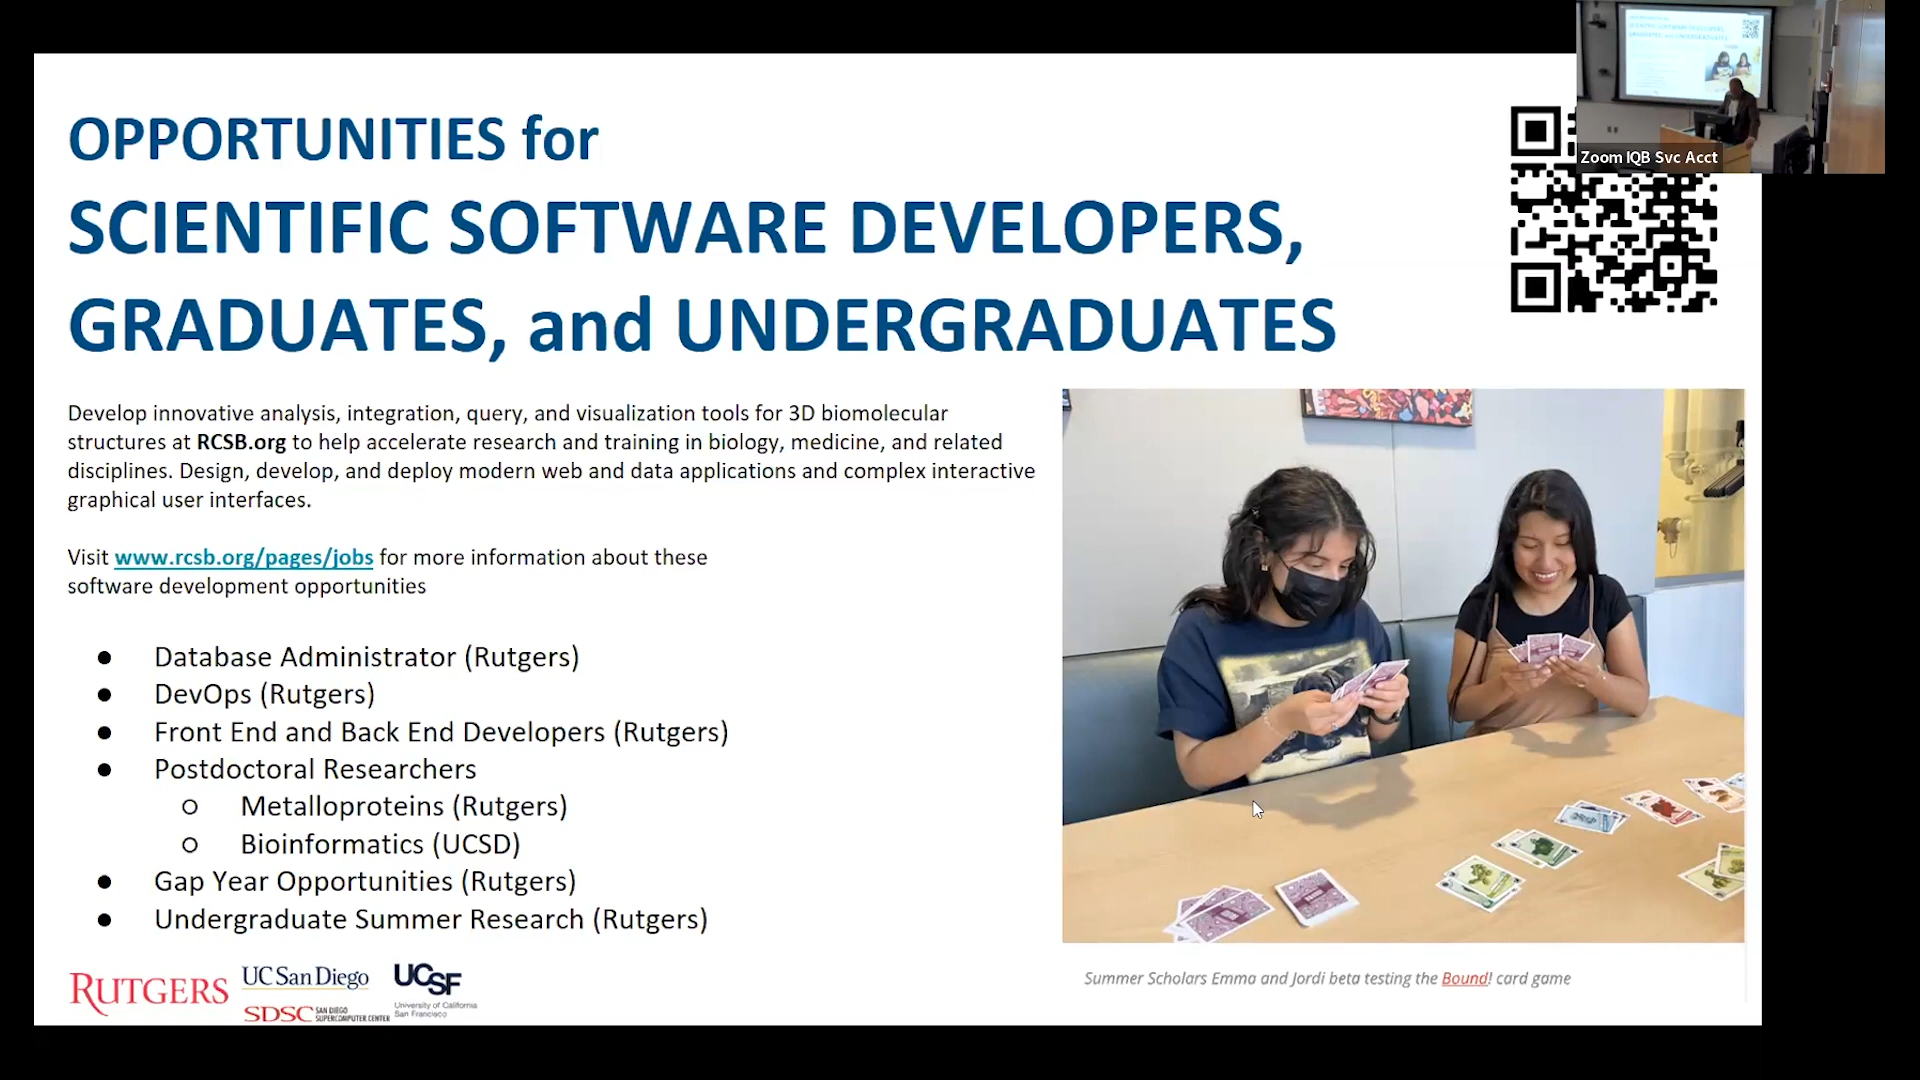 OPPORTUNITIES for
SCIENTIFIC SOFTWARE DEVELOPERS,
GRADUATES, and UNDERGRADUATES
Zoom IQB Svc Acct
Develop innovative analysis, integration, query, and visualization tools for 3D biomolecular
structures at RCSB.org to help accelerate research and training in biology, medicine, and related
disciplines. Design, develop, and deploy modern web and data applications and complex interactive
graphical user interfaces.
Visit www.rcsb.org/pages/jobs for more information about these
software development opportunities
● Database Administrator (Rutgers)
● DevOps (Rutgers)
● Front End and Back End Developers (Rutgers)
● Postdoctoral Researchers
○ Metalloproteins (Rutgers)
○ Bioinformatics (UCSD)
● Gap Year Opportunities (Rutgers)
● Undergraduate Summer Research (Rutgers)
Summer Scholars Emma and Jordi beta testing the Bound! card game
RUTGERS
UC San Diego
SDSC SAN DIEGO
SUPERCOMPUTER CENTER
UCSF
University of California
San Francisco